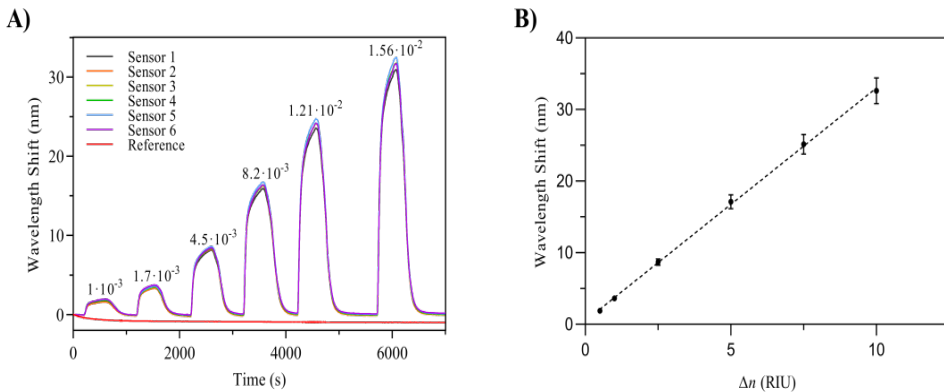 A)
Wavelength Shift (nm)
30
20
10
0
Sensor 1
Sensor 2
Sensor 3
Sensor 4
Sensor 5
Sensor 6
Reference
1·10⁻³
1.7·10⁻³
4.5·10⁻³
8.2·10⁻³
1.21·10⁻²
1.56·10⁻²
0 2000 4000 6000
Time (s)
B)
Wavelength Shift (nm)
40
30
20
10
0
0 5 10
Δn (RIU)